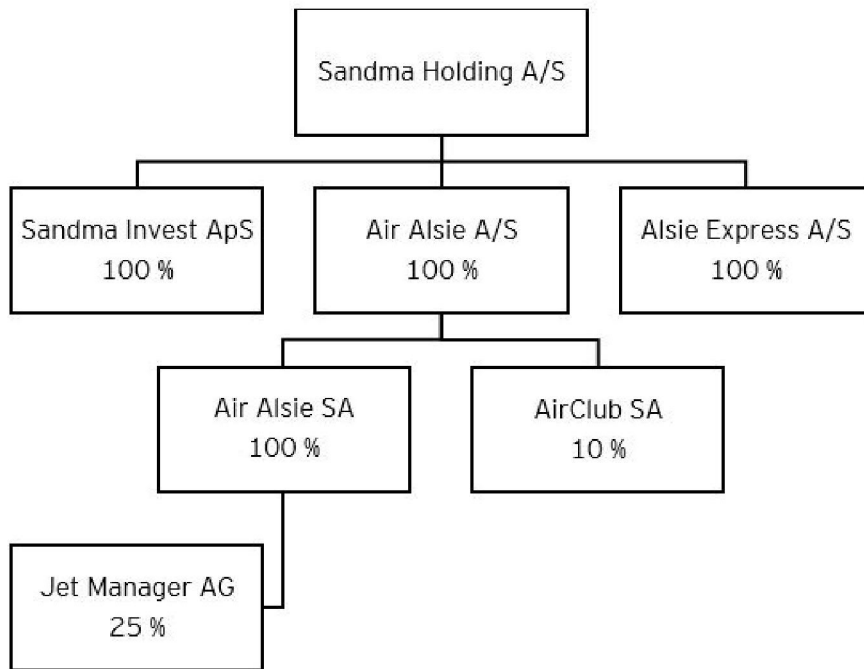 Sandma Holding A/S
Sandma Invest ApS
100 %
Air Alsie A/S
100 %
Alsie Express A/S
100 %
Air Alsie SA
100 %
AirClub SA
10 %
Jet Manager AG
25 %